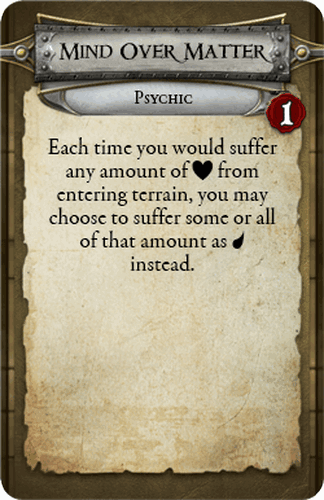 MIND OVER MATTER
PSYCHIC
1
Each time you would suffer
any amount of ♥ from
entering terrain, you may
choose to suffer some or all
of that amount as
instead.